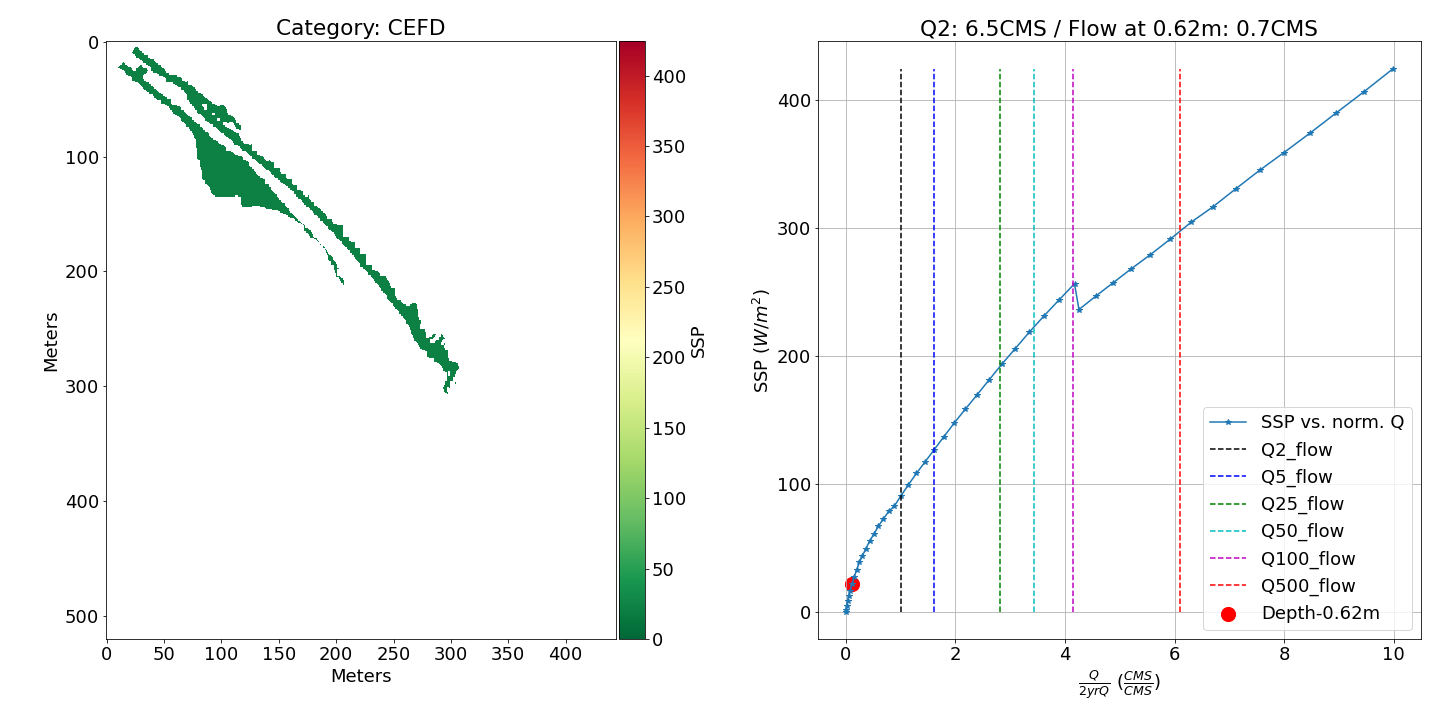 Category: CEFD
0
100
200
300
400
500
Meters
0
50
100
150
200
250
300
350
400
Meters
400
350
300
250
200
150
100
50
0
SSP
Q2: 6.5CMS / Flow at 0.62m: 0.7CMS
400
300
200
100
0
SSP (W/m²)
0
2
4
6
8
10
Q/2yrQ (CMS/CMS)
SSP vs. norm. Q
Q2_flow
Q5_flow
Q25_flow
Q50_flow
Q100_flow
Q500_flow
Depth-0.62m